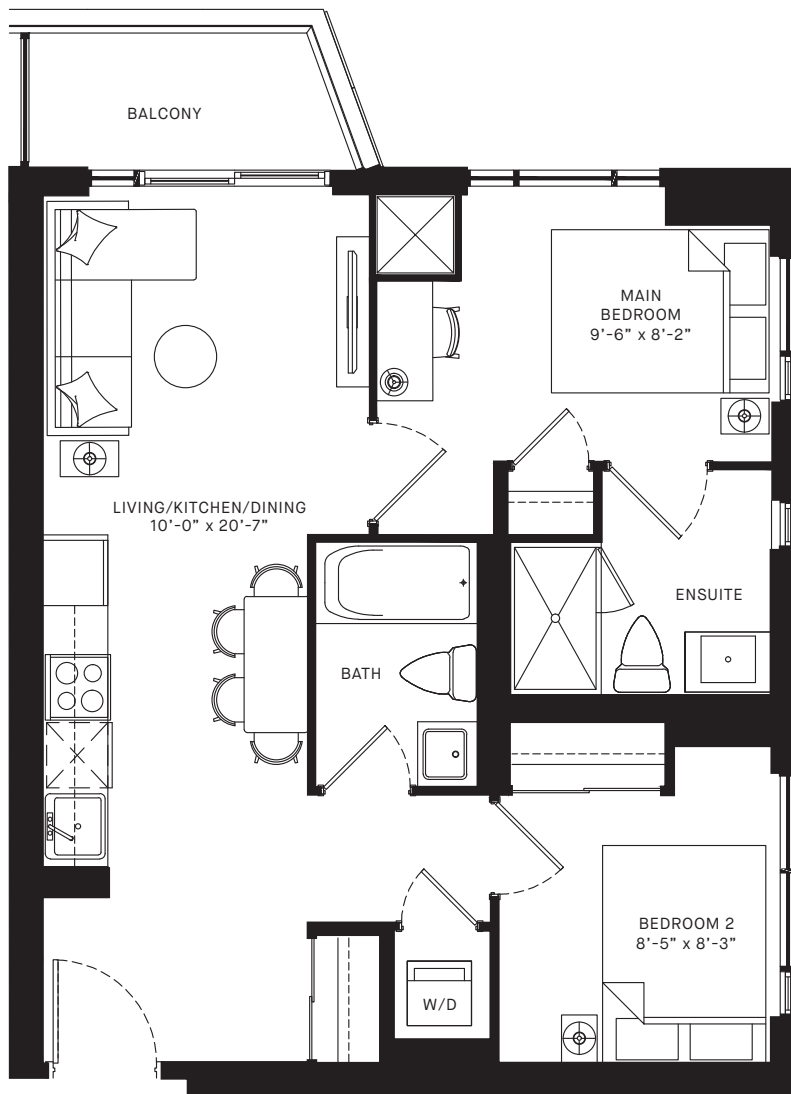 BALCONY
MAIN
BEDROOM
9’-6” x 8’-2”
LIVING/KITCHEN/DINING
10’-0” x 20’-7”
ENSUITE
BATH
BEDROOM 2
8’-5” x 8’-3”
W/D